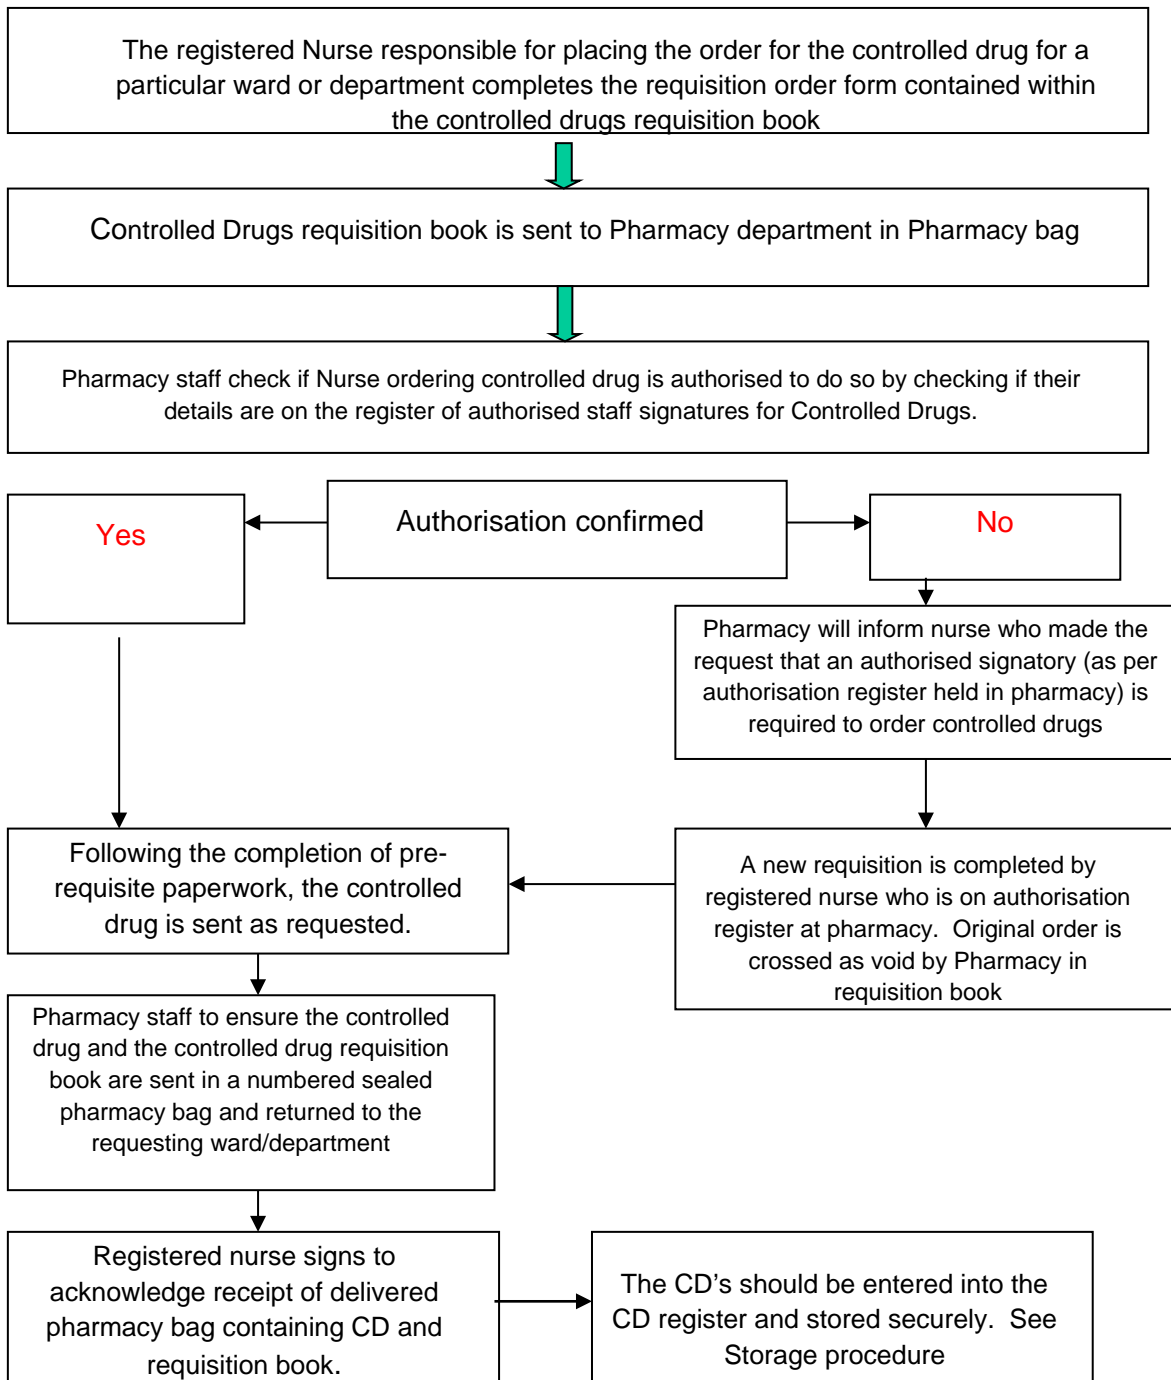 The registered Nurse responsible for placing the order for the controlled drug for a
particular ward or department completes the requisition order form contained within
the controlled drugs requisition book
Controlled Drugs requisition book is sent to Pharmacy department in Pharmacy bag
Pharmacy staff check if Nurse ordering controlled drug is authorised to do so by checking if their
details are on the register of authorised staff signatures for Controlled Drugs.
Authorisation confirmed
Yes
No
Pharmacy will inform nurse who made the
request that an authorised signatory (as per
authorisation register held in pharmacy) is
required to order controlled drugs
A new requisition is completed by
registered nurse who is on authorisation
register at pharmacy.  Original order is
crossed as void by Pharmacy in
requisition book
Following the completion of pre-
requisite paperwork, the controlled
drug is sent as requested.
Pharmacy staff to ensure the controlled
drug and the controlled drug requisition
book are sent in a numbered sealed
pharmacy bag and returned to the
requesting ward/department
Registered nurse signs to
acknowledge receipt of delivered
pharmacy bag containing CD and
requisition book.
The CD's should be entered into the
CD register and stored securely.  See
Storage procedure